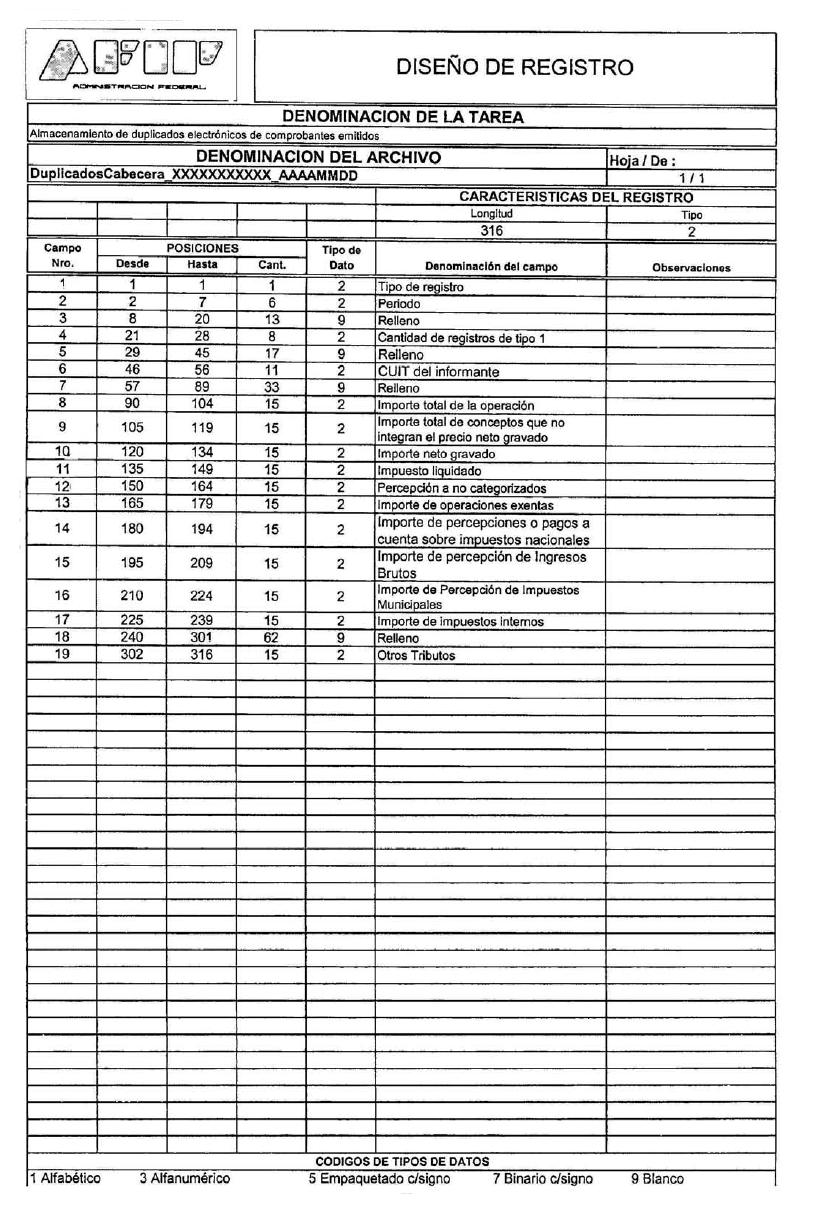 AFIP
ADMINISTRACION FEDERAL
DISEÑO DE REGISTRO
DENOMINACION DE LA TAREA
Almacenamiento de duplicados electrónicos de comprobantes emitidos
DENOMINACION DEL ARCHIVO
Hoja / De :
DuplicadosCabecera_XXXXXXXXXXX_AAAAMMDD
1 / 1
CARACTERISTICAS DEL REGISTRO
Longitud Tipo
316 2
Campo Nro. POSICIONES Desde Hasta Cant. Tipo de Dato Denominación del campo Observaciones
1 1 1 1 2 Tipo de registro
2 2 7 6 2 Periodo
3 8 20 13 9 Relleno
4 21 28 8 2 Cantidad de registros de tipo 1
5 29 45 17 9 Relleno
6 46 56 11 2 CUIT del informante
7 57 89 33 9 Relleno
8 90 104 15 2 Importe total de la operación
9 105 119 15 2 Importe total de conceptos que no
integran el precio neto gravado
10 120 134 15 2 Importe neto gravado
11 135 149 15 2 Impuesto liquidado
12 150 164 15 2 Percepción a no categorizados
13 165 179 15 2 Importe de operaciones exentas
14 180 194 15 2 Importe de percepciones o pagos a
cuenta sobre impuestos nacionales
15 195 209 15 2 Importe de percepción de Ingresos
Brutos
16 210 224 15 2 Importe de Percepción de Impuestos
Municipales
17 225 239 15 2 Importe de impuestos internos
18 240 301 62 9 Relleno
19 302 316 15 2 Otros Tributos
CODIGOS DE TIPOS DE DATOS
1 Alfabético 3 Alfanumérico 5 Empaquetado c/signo 7 Binario c/signo 9 Blanco